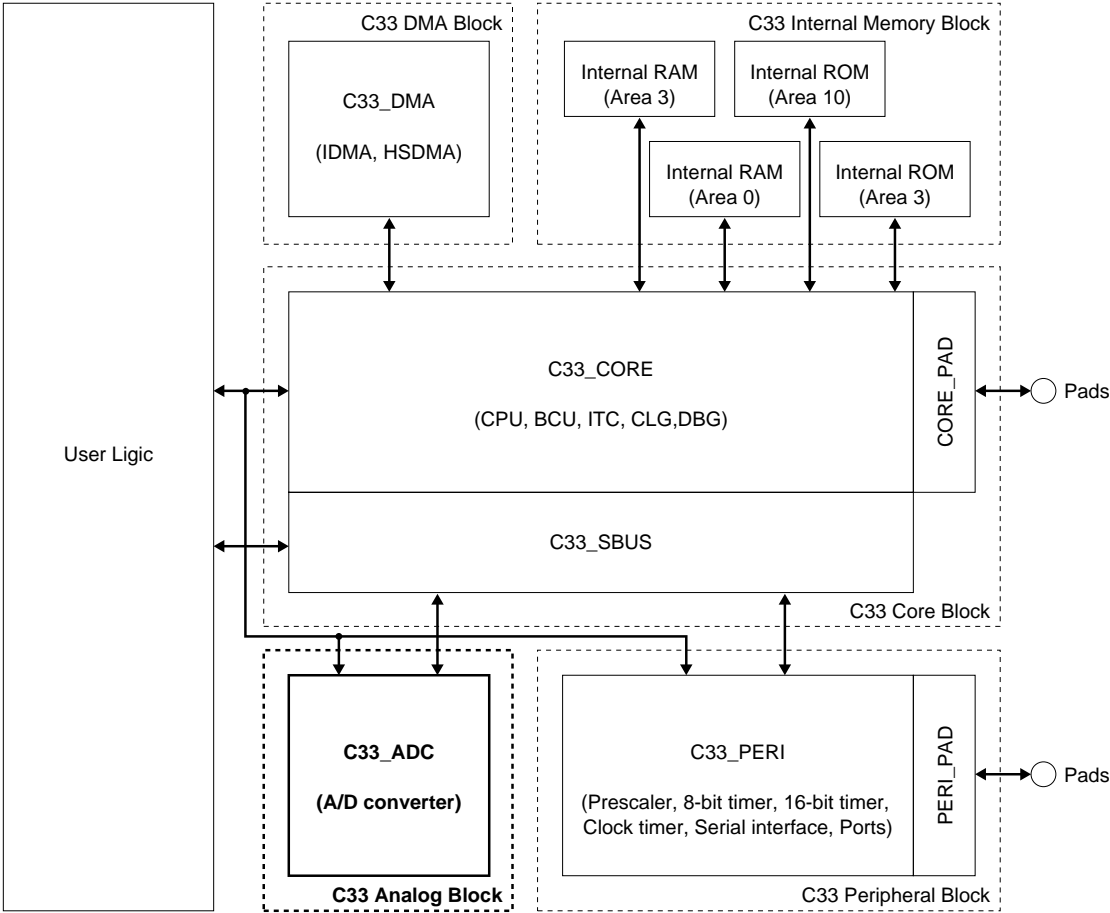 C33 DMA Block
C33_DMA
(IDMA, HSDMA)
C33 Internal Memory Block
Internal RAM
(Area 3)
Internal ROM
(Area 10)
Internal RAM
(Area 0)
Internal ROM
(Area 3)
User Ligic
C33_CORE
(CPU, BCU, ITC, CLG,DBG)
CORE_PAD
Pads
C33_SBUS
C33 Core Block
C33_ADC
(A/D converter)
C33 Analog Block
C33_PERI
(Prescaler, 8-bit timer, 16-bit timer,
Clock timer, Serial interface, Ports)
PERI_PAD
Pads
C33 Peripheral Block